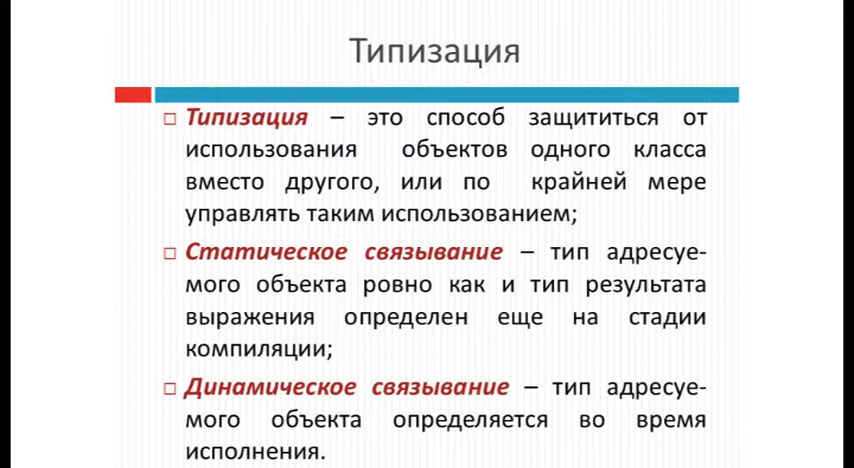 Типизация
Типизация – это способ защититься от
использования объектов одного класса
вместо другого, или по крайней мере
управлять таким использованием;
Статическое связывание – тип адресуе-
мого объекта ровно как и тип результата
выражения определен еще на стадии
компиляции;
Динамическое связывание – тип адресуе-
мого объекта определяется во время
исполнения.